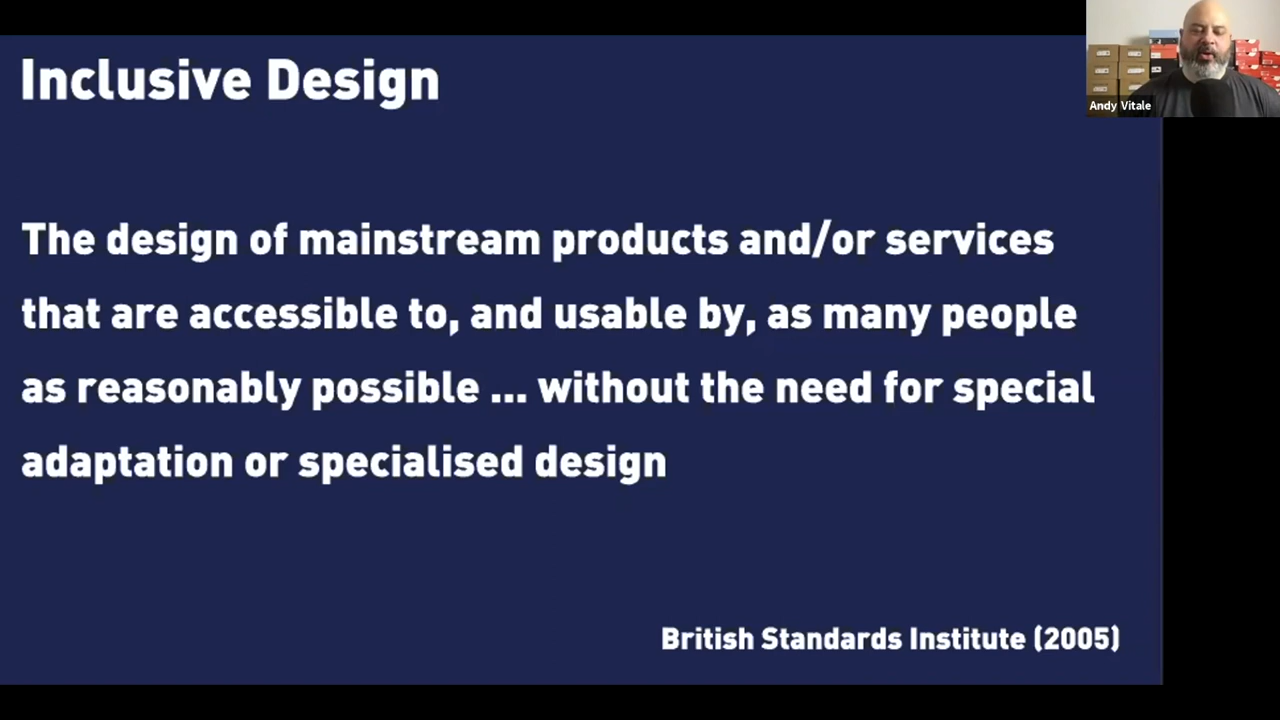 Inclusive Design
The design of mainstream products and/or services
that are accessible to, and usable by, as many people
as reasonably possible ... without the need for special
adaptation or specialised design
British Standards Institute (2005)
Andy Vitale